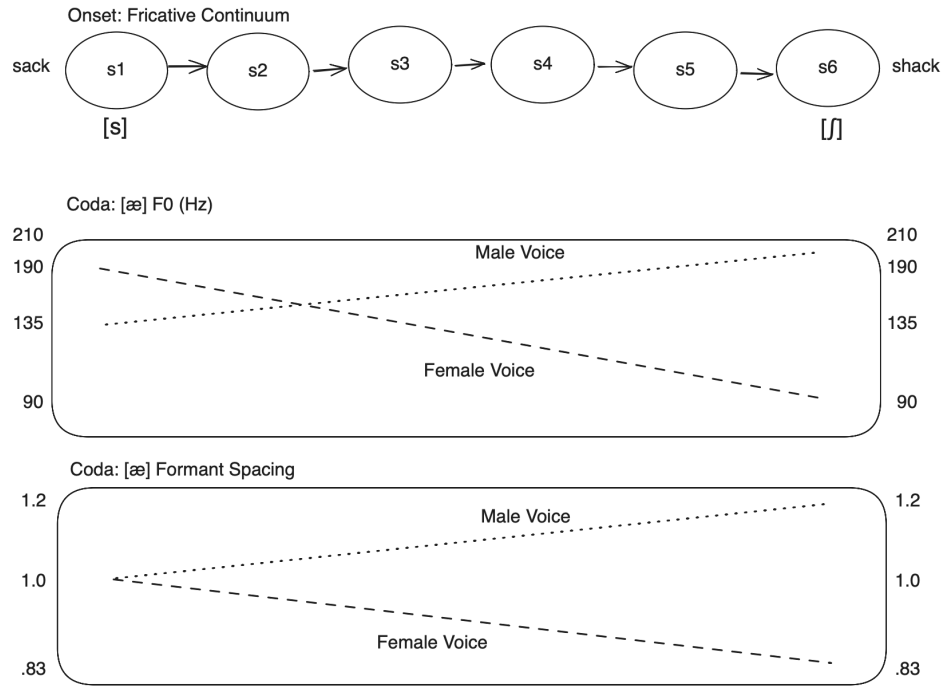 Onset: Fricative Continuum
sack s1 s2 s3 s4 s5 s6 shack
[s] [ʃ]
Coda: [æ] F0 (Hz)
210 210
Male Voice
190 190
135 135
Female Voice
90 90
Coda: [æ] Formant Spacing
1.2 1.2
Male Voice
1.0 1.0
Female Voice
.83 .83